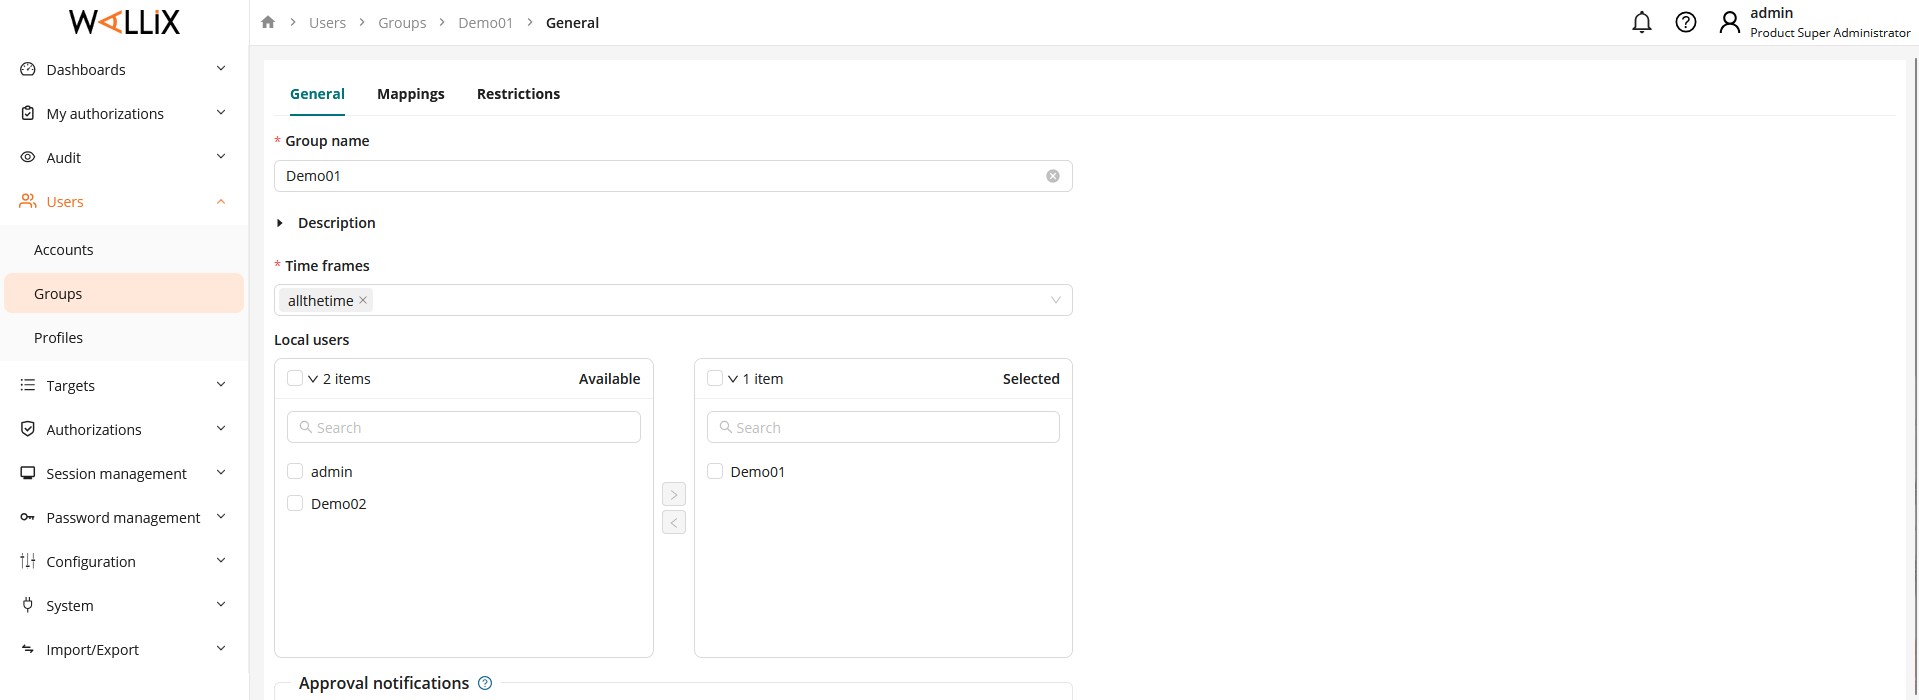 WALLIX
Users > Groups > Demo01 > General
admin
Product Super Administrator
Dashboards
My authorizations
Audit
Users
Accounts
Groups
Profiles
Targets
Authorizations
Session management
Password management
Configuration
System
Import/Export
General Mappings Restrictions
* Group name
Demo01
Description
* Time frames
allthetime
Local users
2 items Available
Search
admin
Demo02
1 item Selected
Search
Demo01
Approval notifications